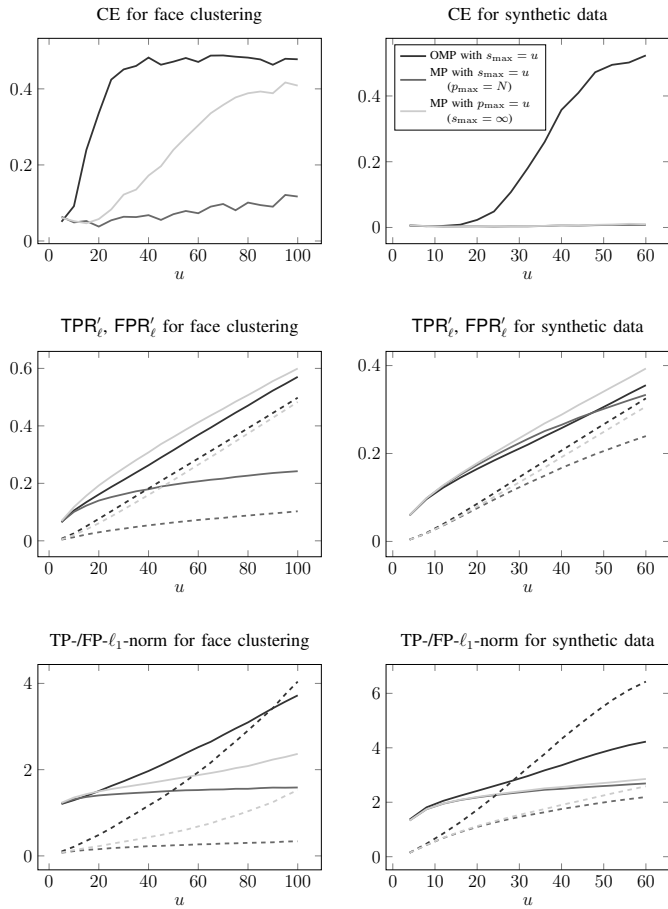 CE for face clustering
0.4
0.2
0
0 20 40 60 80 100
u
CE for synthetic data
OMP with s_max = u
MP with s_max = u
(p_max = N)
MP with p_max = u
(s_max = ∞)
0.4
0.2
0
0 10 20 30 40 50 60
u
TPR′_ℓ, FPR′_ℓ for face clustering
0.6
0.4
0.2
0
0 20 40 60 80 100
u
TPR′_ℓ, FPR′_ℓ for synthetic data
0.4
0.2
0
0 10 20 30 40 50 60
u
TP-/FP-ℓ₁-norm for face clustering
4
2
0
0 20 40 60 80 100
u
TP-/FP-ℓ₁-norm for synthetic data
6
4
2
0
0 10 20 30 40 50 60
u